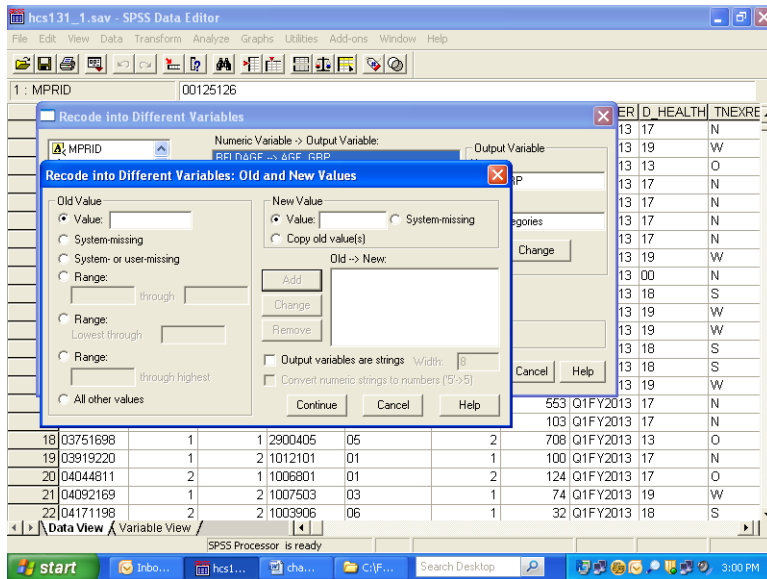 hcs131_1.sav - SPSS Data Editor
File Edit View Data Transform Analyze Graphs Utilities Add-ons Window Help
1 : MPRID 00125126
ER D_HEALTH TNEXRE
Recode into Different Variables
MPRID
Numeric Variable -> Output Variable:
Output Variable
Change
Cancel Help
Recode into Different Variables: Old and New Values
Old Value
Value:
System-missing
System- or user-missing
Range:
through
Range:
Lowest through
Range:
through highest
All other values
New Value
Value: System-missing
Copy old value(s)
Old --> New:
Add
Change
Remove
Output variables are strings Width: 8
Convert numeric strings to numbers ('5'->5)
Continue Cancel Help
13 17 N
13 19 W
13 13 O
13 17 N
13 17 N
13 17 N
13 17 N
13 19 W
13 00 N
13 18 S
13 19 W
13 19 W
13 18 S
13 18 S
13 19 W
553 Q1FY2013 17 N
103 Q1FY2013 17 N
18 03751698 1 1 2900405 05 2 708 Q1FY2013 13 O
19 03919220 1 2 1012101 01 1 100 Q1FY2013 17 N
20 04044811 2 1 1006801 01 2 124 Q1FY2013 17 O
21 04092169 1 2 1007503 03 1 74 Q1FY2013 19 W
22 04171198 2 2 1003906 06 1 32 Q1FY2013 18 S
Data View Variable View
SPSS Processor is ready
start Inbo... hcs1... cha... C:\F... Search Desktop 3:00 PM